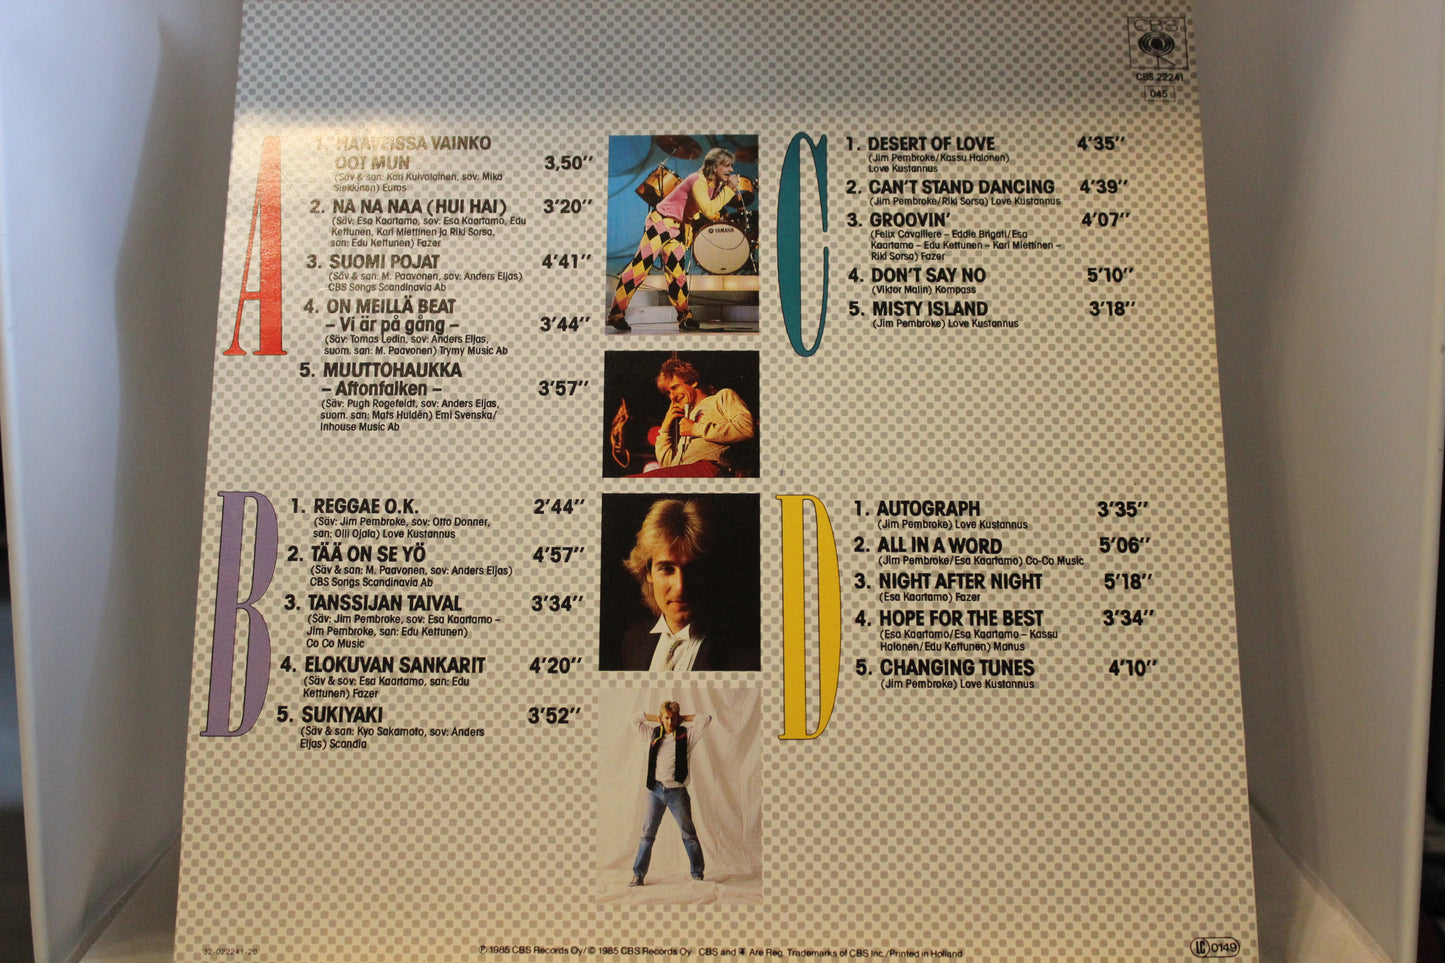 CBS
CBS 22241
045
A
1. HAAVEISSA VAINKO
OOT MUN 3,50''
(Säv & san: Kari Kuivalainen, sov: Mika
Siekkinen) Euros
2. NA NA NAA (HUI HAI) 3'20''
(Säv: Esa Kaartamo, sov: Esa Kaartamo, Edu
Kettunen, Kari Miettinen ja Riki Sorsa,
san: Edu Kettunen) Fazer
3. SUOMI POJAT 4'41''
(Säv & san: M. Paavonen, sov: Anders Eljas)
CBS Songs Scandinavia Ab
4. ON MEILLÄ BEAT
– Vi är på gång – 3'44''
(Säv: Tomas Ledin, sov: Anders Eljas,
suom. san: M. Paavonen) Trymy Music Ab
5. MUUTTOHAUKKA
– Aftonfalken – 3'57''
(Säv: Pugh Rogefeldt, sov: Anders Eljas,
suom. san: Mats Huldén) Emi Svenska/
Inhouse Music Ab
B
1. REGGAE O.K. 2'44''
(Säv: Jim Pembroke, sov: Otto Donner,
san: Olli Ojala) Love Kustannus
2. TÄÄ ON SE YÖ 4'57''
(Säv & san: M. Paavonen, sov: Anders Eljas)
CBS Songs Scandinavia Ab
3. TANSSIJAN TAIVAL 3'34''
(Säv: Jim Pembroke, sov: Esa Kaartamo –
Jim Pembroke, san: Edu Kettunen)
Co Co Music
4. ELOKUVAN SANKARIT 4'20''
(Säv & sov: Esa Kaartamo, san: Edu
Kettunen) Fazer
5. SUKIYAKI 3'52''
(Säv & san: Kyo Sakamoto, sov: Anders
Eljas) Scandia
YAMAHA
C
1. DESERT OF LOVE 4'35''
(Jim Pembroke/Kassu Halonen)
Love Kustannus
2. CAN'T STAND DANCING 4'39''
(Jim Pembroke/Riki Sorsa) Love Kustannus
3. GROOVIN' 4'07''
(Felix Cavalliere – Eddie Brigati/Esa
Kaartamo – Edu Kettunen – Kari Miettinen –
Riki Sorsa) Fazer
4. DON'T SAY NO 5'10''
(Viktor Malin) Kompass
5. MISTY ISLAND 3'18''
(Jim Pembroke) Love Kustannus
D
1. AUTOGRAPH 3'35''
(Jim Pembroke) Love Kustannus
2. ALL IN A WORD 5'06''
(Jim Pembroke/Esa Kaartamo) Co-Co Music
3. NIGHT AFTER NIGHT 5'18''
(Esa Kaartamo) Fazer
4. HOPE FOR THE BEST 3'34''
(Esa Kaartamo/Esa Kaartamo – Kassu
Halonen/Edu Kettunen) Manus
5. CHANGING TUNES 4'10''
(Jim Pembroke) Love Kustannus
32-022241-20
℗ 1985 CBS Records Oy/© 1985 CBS Records Oy CBS and Are Reg. Trademarks of CBS Inc./Printed in Holland
LC 0149